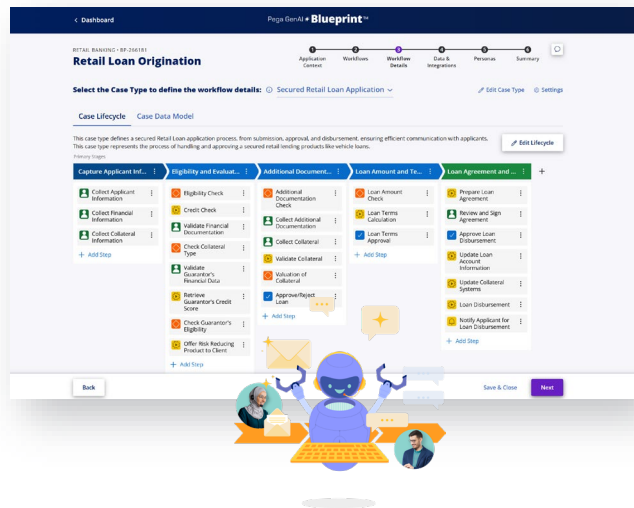 Dashboard
Pega GenAI Blueprint™
RETAIL BANKING • BP-266181
Retail Loan Origination
1 2 3 4 5 6
Application Context
Workflows
Workflow Details
Data & Integrations
Personas
Summary
Select the Case Type to define the workflow details:
Secured Retail Loan Application
Edit Case Type
Settings
Case Lifecycle
Case Data Model
This case type defines a secured Retail Loan application process, from submission, approval, and disbursement, ensuring efficient communication with applicants.
This case type represents the process of handling and approving a secured retail lending products like vehicle loans.
Edit Lifecycle
Primary Stages
Capture Applicant Inf...
Eligibility and Evaluat...
Additional Document...
Loan Amount and Te...
Loan Agreement and ...
+
Collect Applicant
Information
Collect Financial
Information
Collect Collateral
Information
+ Add Step
Eligibility Check
Credit Check
Validate Financial
Documentation
Check Collateral
Type
Validate
Guarantor's
Financial Data
Retrieve
Guarantor's Credit
Score
Check Guarantor's
Eligibility
Offer Risk Reducing
Product to Client
+ Add Step
Additional
Documentation
Check
Collect Additional
Documentation
Collect Collateral
Validate Collateral
Valuation of
Collateral
Approve/Reject
Loan
+ Add Step
Loan Amount
Check
Loan Terms
Calculation
Loan Terms
Approval
+ Add Step
Prepare Loan
Agreement
Review and Sign
Agreement
Approve Loan
Disbursement
Update Loan
Account
Information
Update Collateral
Systems
Loan Disbursement
Notify Applicant for
Loan Disbursement
+ Add Step
Back
Save & Close
Next